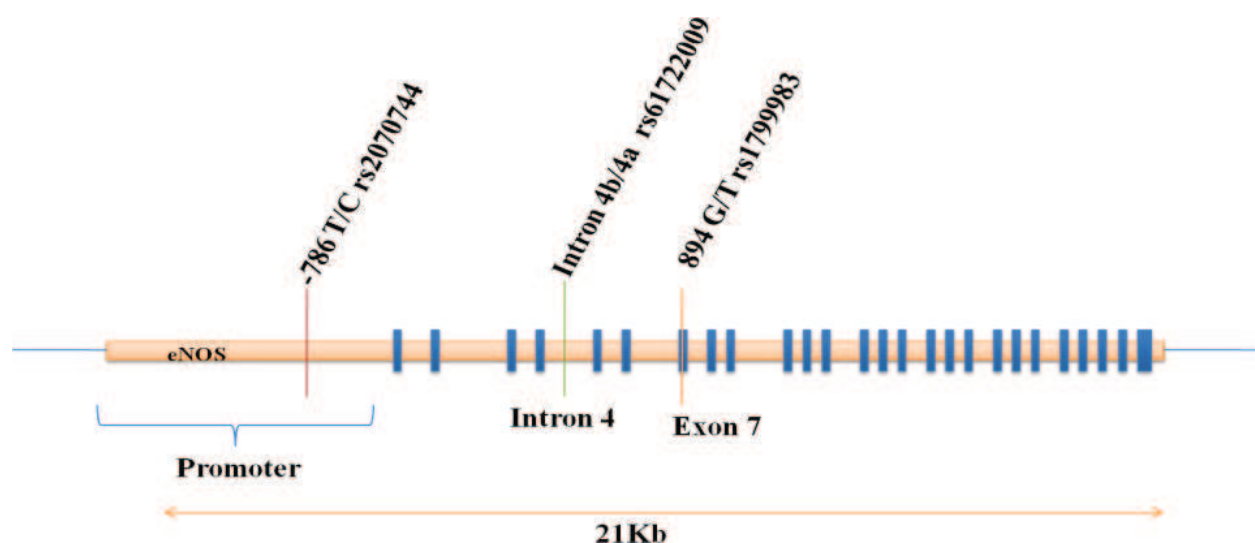 -786 T/C rs2070744
Intron 4b/4a rs61722009
894 G/T rs1799983
eNOS
Intron 4
Exon 7
Promoter
21Kb